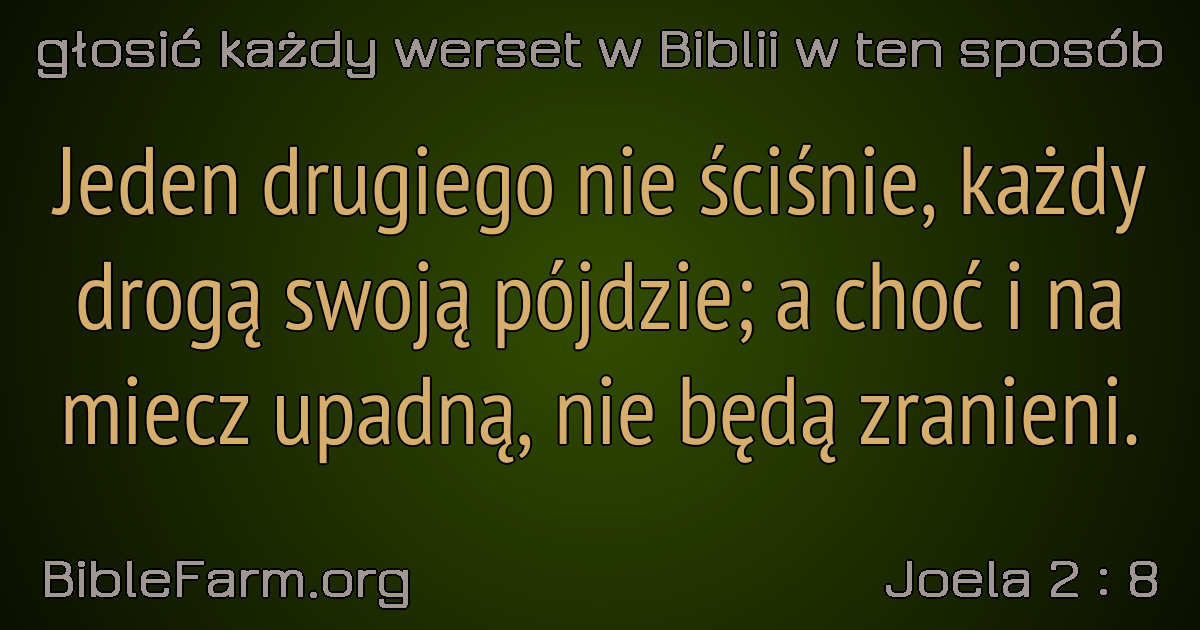 głosić każdy werset w Biblii w ten sposób
Jeden drugiego nie ściśnie, każdy
drogą swoją pójdzie; a choć i na
miecz upadną, nie będą zranieni.
BibleFarm.org
Joela 2 : 8